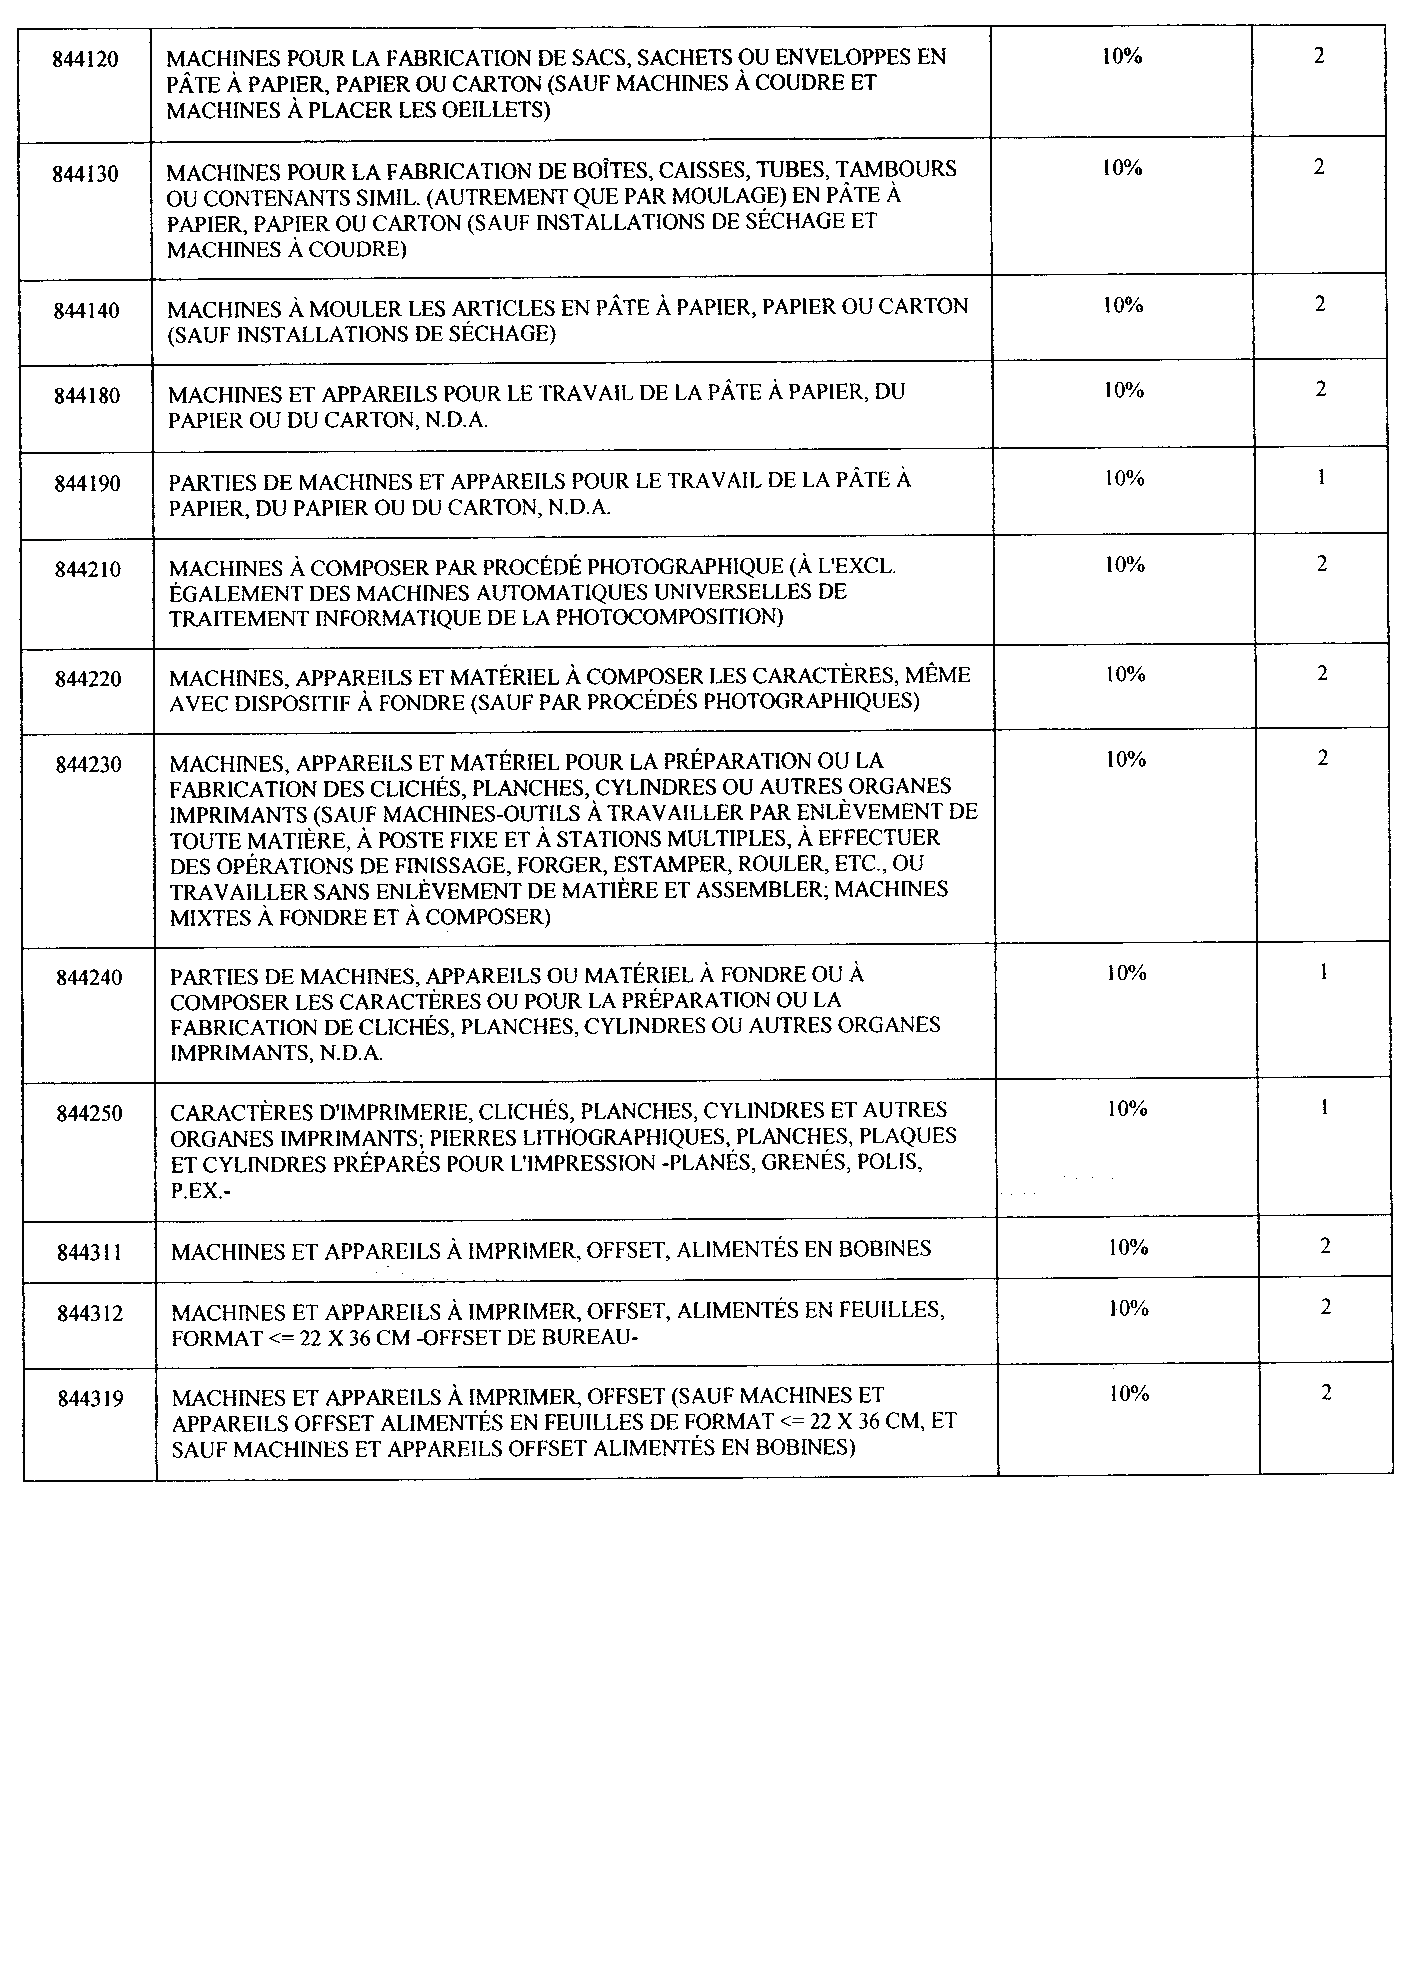 844120 MACHINES POUR LA FABRICATION DE SACS, SACHETS OU ENVELOPPES EN 10% 2
PÂTE À PAPIER, PAPIER OU CARTON (SAUF MACHINES À COUDRE ET
MACHINES À PLACER LES OEILLETS)
844130 MACHINES POUR LA FABRICATION DE BOÎTES, CAISSES, TUBES, TAMBOURS 10% 2
OU CONTENANTS SIMIL. (AUTREMENT QUE PAR MOULAGE) EN PÂTE À
PAPIER, PAPIER OU CARTON (SAUF INSTALLATIONS DE SÉCHAGE ET
MACHINES À COUDRE)
844140 MACHINES À MOULER LES ARTICLES EN PÂTE À PAPIER, PAPIER OU CARTON 10% 2
(SAUF INSTALLATIONS DE SÉCHAGE)
844180 MACHINES ET APPAREILS POUR LE TRAVAIL DE LA PÂTE À PAPIER, DU 10% 2
PAPIER OU DU CARTON, N.D.A.
844190 PARTIES DE MACHINES ET APPAREILS POUR LE TRAVAIL DE LA PÂTE À 10% 1
PAPIER, DU PAPIER OU DU CARTON, N.D.A.
844210 MACHINES À COMPOSER PAR PROCÉDÉ PHOTOGRAPHIQUE (À L'EXCL. 10% 2
ÉGALEMENT DES MACHINES AUTOMATIQUES UNIVERSELLES DE
TRAITEMENT INFORMATIQUE DE LA PHOTOCOMPOSITION)
844220 MACHINES, APPAREILS ET MATÉRIEL À COMPOSER LES CARACTÈRES, MÊME 10% 2
AVEC DISPOSITIF À FONDRE (SAUF PAR PROCÉDÉS PHOTOGRAPHIQUES)
844230 MACHINES, APPAREILS ET MATÉRIEL POUR LA PRÉPARATION OU LA 10% 2
FABRICATION DES CLICHÉS, PLANCHES, CYLINDRES OU AUTRES ORGANES
IMPRIMANTS (SAUF MACHINES-OUTILS À TRAVAILLER PAR ENLÈVEMENT DE
TOUTE MATIÈRE, À POSTE FIXE ET À STATIONS MULTIPLES, À EFFECTUER
DES OPÉRATIONS DE FINISSAGE, FORGER, ESTAMPER, ROULER, ETC., OU
TRAVAILLER SANS ENLÈVEMENT DE MATIÈRE ET ASSEMBLER; MACHINES
MIXTES À FONDRE ET À COMPOSER)
844240 PARTIES DE MACHINES, APPAREILS OU MATÉRIEL À FONDRE OU À 10% 1
COMPOSER LES CARACTÈRES OU POUR LA PRÉPARATION OU LA
FABRICATION DE CLICHÉS, PLANCHES, CYLINDRES OU AUTRES ORGANES
IMPRIMANTS, N.D.A.
844250 CARACTÈRES D'IMPRIMERIE, CLICHÉS, PLANCHES, CYLINDRES ET AUTRES 10% 1
ORGANES IMPRIMANTS; PIERRES LITHOGRAPHIQUES, PLANCHES, PLAQUES
ET CYLINDRES PRÉPARÉS POUR L'IMPRESSION -PLANÉS, GRENÉS, POLIS,
P.EX.-
844311 MACHINES ET APPAREILS À IMPRIMER, OFFSET, ALIMENTÉS EN BOBINES 10% 2
844312 MACHINES ET APPAREILS À IMPRIMER, OFFSET, ALIMENTÉS EN FEUILLES, 10% 2
FORMAT <= 22 X 36 CM -OFFSET DE BUREAU-
844319 MACHINES ET APPAREILS À IMPRIMER, OFFSET (SAUF MACHINES ET 10% 2
APPAREILS OFFSET ALIMENTÉS EN FEUILLES DE FORMAT <= 22 X 36 CM, ET
SAUF MACHINES ET APPAREILS OFFSET ALIMENTÉS EN BOBINES)